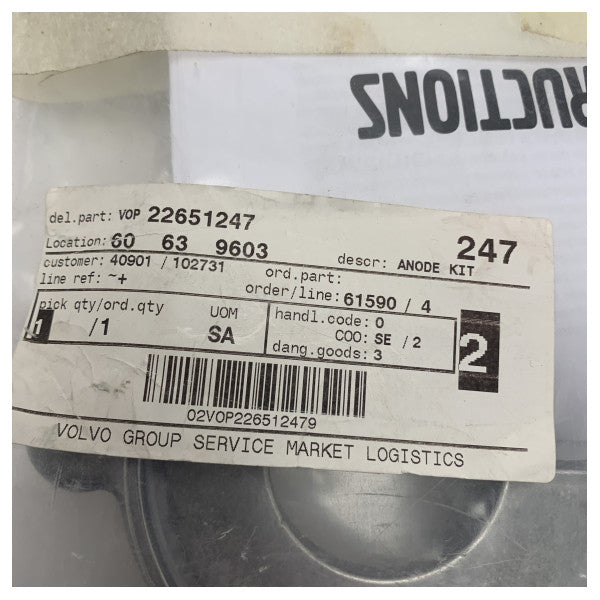 RUCTIONS
del.part: VOP 22651247
Location: 60 63 9603
descr: ANODE KIT
247
customer: 40901 / 102731
ord.part:
line ref: ~+
order/line: 61590 / 4
pick qty/ord.qty
UOM
handl.code: 0
1 /1
SA
COO: SE / 2
dang.goods: 3
2
02VOP226512479
VOLVO GROUP SERVICE MARKET LOGISTICS